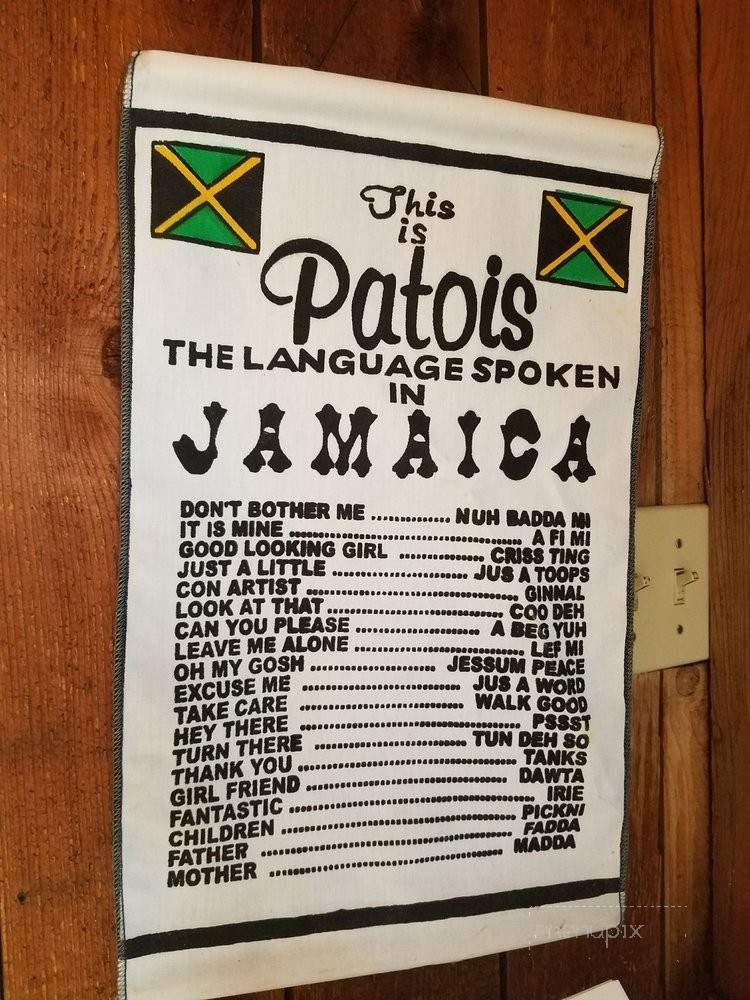 This
is
Patois
THE LANGUAGE SPOKEN
IN
JAMAICA
DON'T BOTHER ME ............. NUH BADDA MI
IT IS MINE ............. A FI MI
GOOD LOOKING GIRL ............. CRISS TING
JUST A LITTLE ............. JUS A TOOPS
CON ARTIST ............. GINNAL
LOOK AT THAT ............. COO DEH
CAN YOU PLEASE ............. A BEG YUH
LEAVE ME ALONE ............. LEF MI
OH MY GOSH ............. JESSUM PEACE
EXCUSE ME ............. JUS A WORD
TAKE CARE ............. WALK GOOD
HEY THERE ............. PSSST
TURN THERE ............. TUN DEH SO
THANK YOU ............. TANKS
GIRL FRIEND ............. DAWTA
FANTASTIC ............. IRIE
CHILDREN ............. PICKNI
FATHER ............. FADDA
MOTHER ............. MADDA